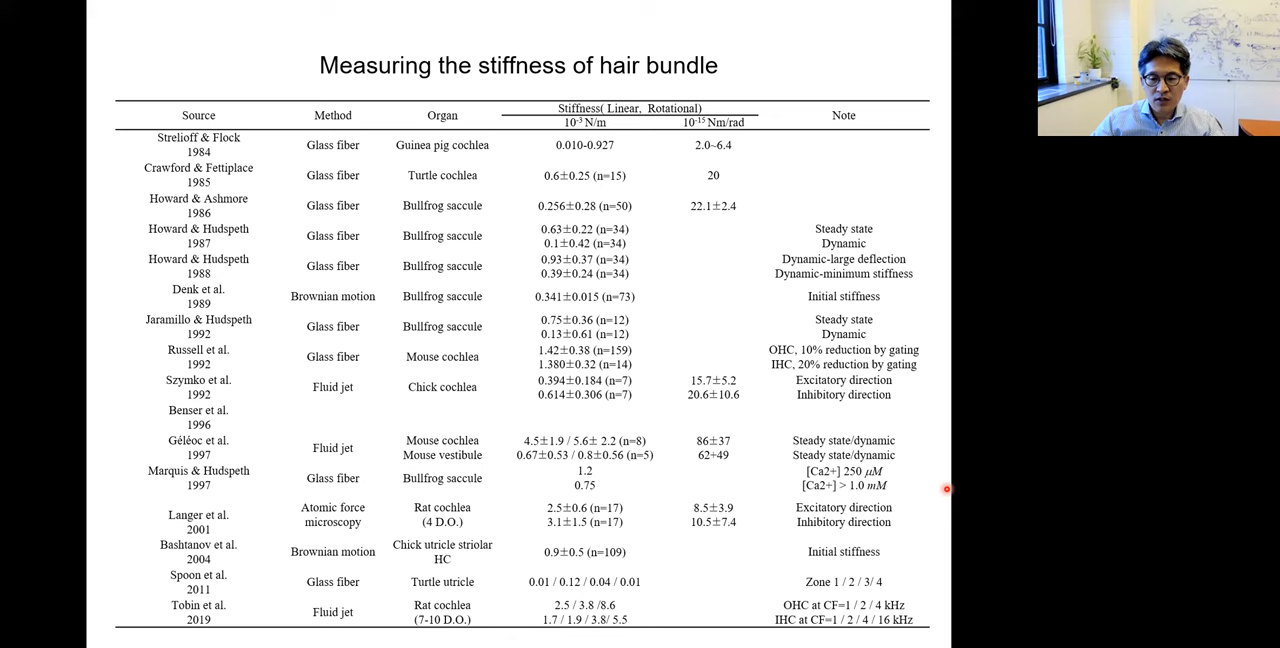 Measuring the stiffness of hair bundle
Source Method Organ Stiffness( Linear, Rotational) Note
10-3 N/m 10-15 Nm/rad
Strelioff & Flock 1984 Glass fiber Guinea pig cochlea 0.010-0.927 2.0~6.4
Crawford & Fettiplace 1985 Glass fiber Turtle cochlea 0.6±0.25 (n=15) 20
Howard & Ashmore 1986 Glass fiber Bullfrog saccule 0.256±0.28 (n=50) 22.1±2.4
Howard & Hudspeth 1987 Glass fiber Bullfrog saccule 0.63±0.22 (n=34) Steady state
0.1±0.42 (n=34) Dynamic
Howard & Hudspeth 1988 Glass fiber Bullfrog saccule 0.93±0.37 (n=34) Dynamic-large deflection
0.39±0.24 (n=34) Dynamic-minimum stiffness
Denk et al. 1989 Brownian motion Bullfrog saccule 0.341±0.015 (n=73) Initial stiffness
Jaramillo & Hudspeth 1992 Glass fiber Bullfrog saccule 0.75±0.36 (n=12) Steady state
0.13±0.61 (n=12) Dynamic
Russell et al. 1992 Glass fiber Mouse cochlea 1.42±0.38 (n=159) OHC, 10% reduction by gating
1.380±0.32 (n=14) IHC, 20% reduction by gating
Szymko et al. 1992 Fluid jet Chick cochlea 0.394±0.184 (n=7) 15.7±5.2 Excitatory direction
0.614±0.306 (n=7) 20.6±10.6 Inhibitory direction
Benser et al. 1996
Géléoc et al. 1997 Fluid jet Mouse cochlea 4.5±1.9 / 5.6± 2.2 (n=8) 86±37 Steady state/dynamic
Mouse vestibule 0.67±0.53 / 0.8±0.56 (n=5) 62+49 Steady state/dynamic
Marquis & Hudspeth 1997 Glass fiber Bullfrog saccule 1.2 [Ca2+] 250 μM
0.75 [Ca2+] > 1.0 mM
Langer et al. 2001 Atomic force microscopy Rat cochlea (4 D.O.) 2.5±0.6 (n=17) 8.5±3.9 Excitatory direction
3.1±1.5 (n=17) 10.5±7.4 Inhibitory direction
Bashtanov et al. 2004 Brownian motion Chick utricle striolar HC 0.9±0.5 (n=109) Initial stiffness
Spoon et al. 2011 Glass fiber Turtle utricle 0.01 / 0.12 / 0.04 / 0.01 Zone 1 / 2 / 3/ 4
Tobin et al. 2019 Fluid jet Rat cochlea (7-10 D.O.) 2.5 / 3.8 /8.6 OHC at CF=1 / 2 / 4 kHz
1.7 / 1.9 / 3.8/ 5.5 IHC at CF=1 / 2 / 4 / 16 kHz